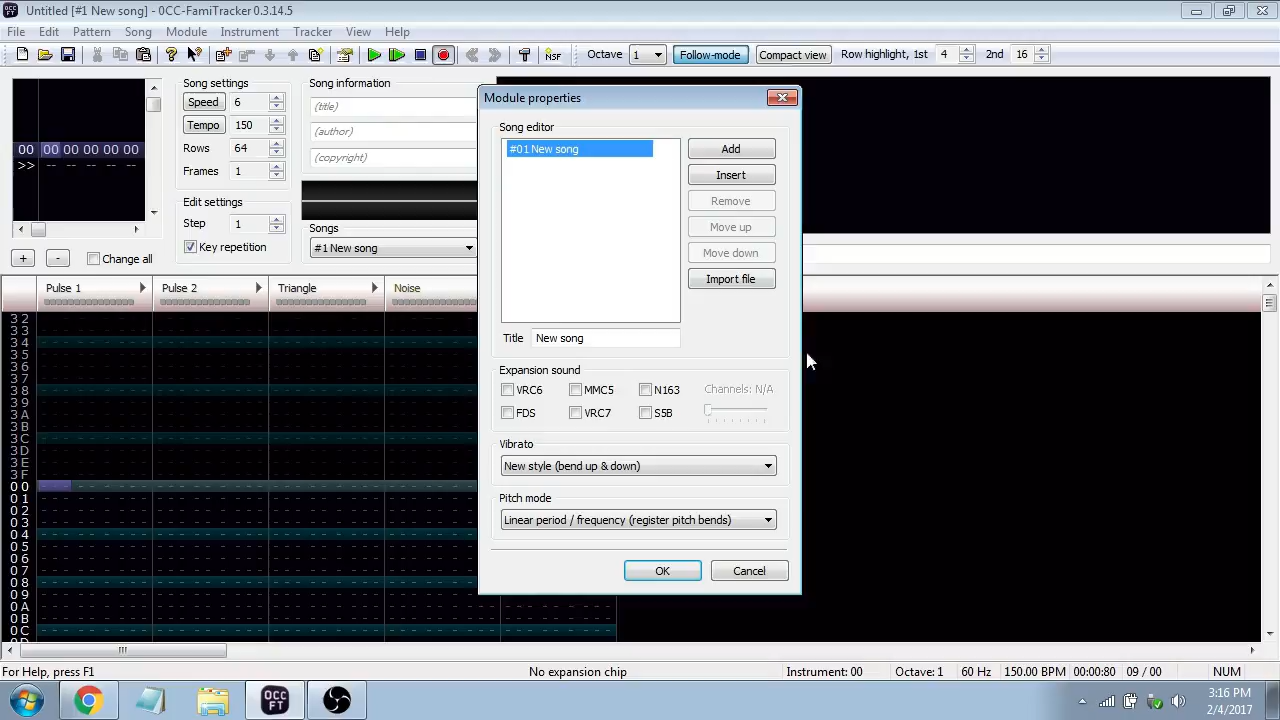 Untitled [#1 New song] - 0CC-FamiTracker 0.3.14.5
File Edit Pattern Song Module Instrument Tracker View Help
Octave 1 Follow-mode Compact view Row highlight, 1st 4 2nd 16
Song settings
Speed 6
Tempo 150
Rows 64
Frames 1
Edit settings
Step 1
Key repetition
00 00 00 00 00 00
>> -- -- -- -- --
+ - Change all
Song information
(title)
(author)
(copyright)
Songs
#1 New song
Module properties
Song editor
#01 New song
Add
Insert
Remove
Move up
Move down
Import file
Title New song
Expansion sound
VRC6 MMC5 N163 Channels: N/A
FDS VRC7 S5B
Vibrato
New style (bend up & down)
Pitch mode
Linear period / frequency (register pitch bends)
OK Cancel
Pulse 1 Pulse 2 Triangle Noise
32
33
34
35
36
37
38
39
3A
3B
3C
3D
3E
3F
00
01
02
03
04
05
06
07
08
09
0A
0B
0C
For Help, press F1 No expansion chip Instrument: 00 Octave: 1 60 Hz 150.00 BPM 00:00:80 09 / 00 NUM
0CC
FT
3:16 PM
2/4/2017